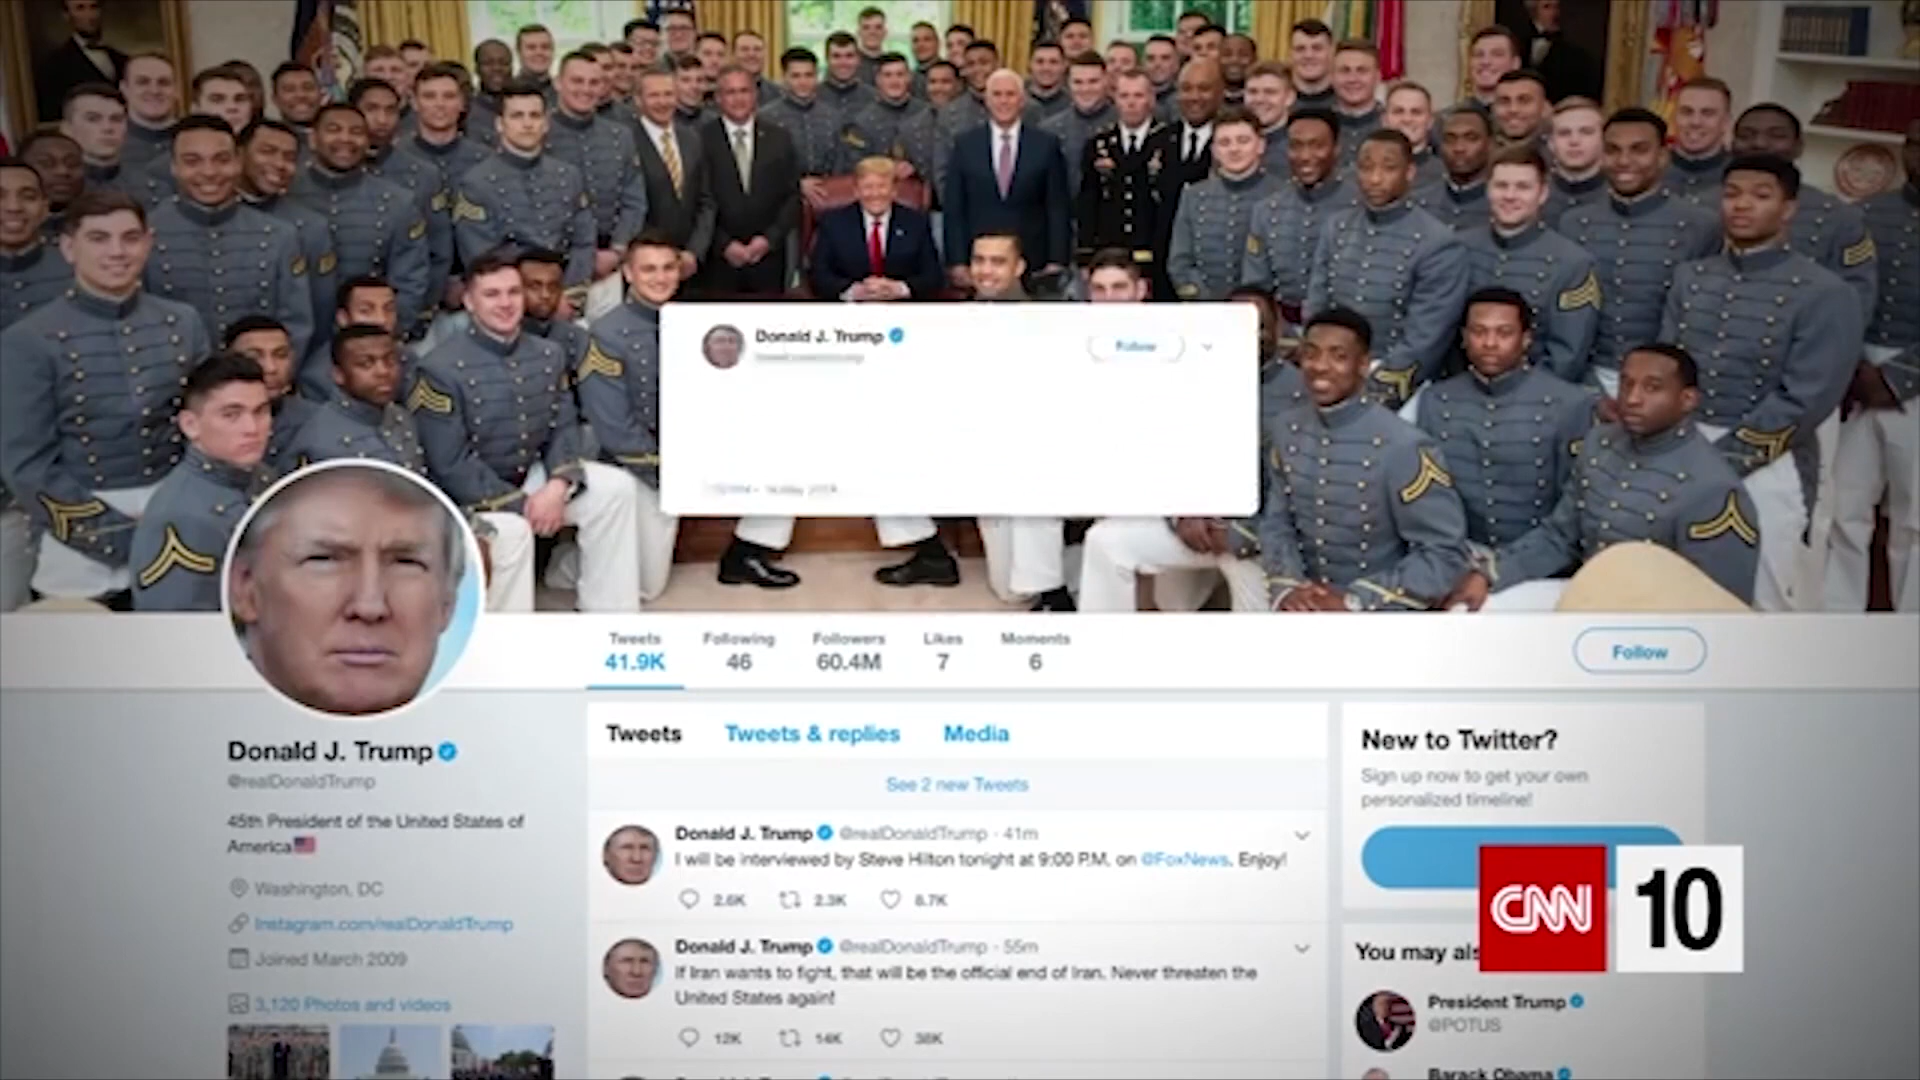 Donald J. Trump
Follow
Tweets
41.9K
Following
46
Followers
60.4M
Likes
7
Moments
6
Follow
Donald J. Trump
@realDonaldTrump
45th President of the United States of
America
Washington, DC
Instagram.com/realDonaldTrump
Joined March 2009
3,120 Photos and videos
Tweets Tweets & replies Media
See 2 new Tweets
Donald J. Trump @realDonaldTrump · 41m
I will be interviewed by Steve Hilton tonight at 9:00 P.M. on @FoxNews. Enjoy!
2.6K 2.3K 8.7K
Donald J. Trump @realDonaldTrump · 55m
If Iran wants to fight, that will be the official end of Iran. Never threaten the
United States again!
12K 14K 38K
New to Twitter?
Sign up now to get your own
personalized timeline!
You may als
President Trump
@POTUS
Barack Obama
CNN 10